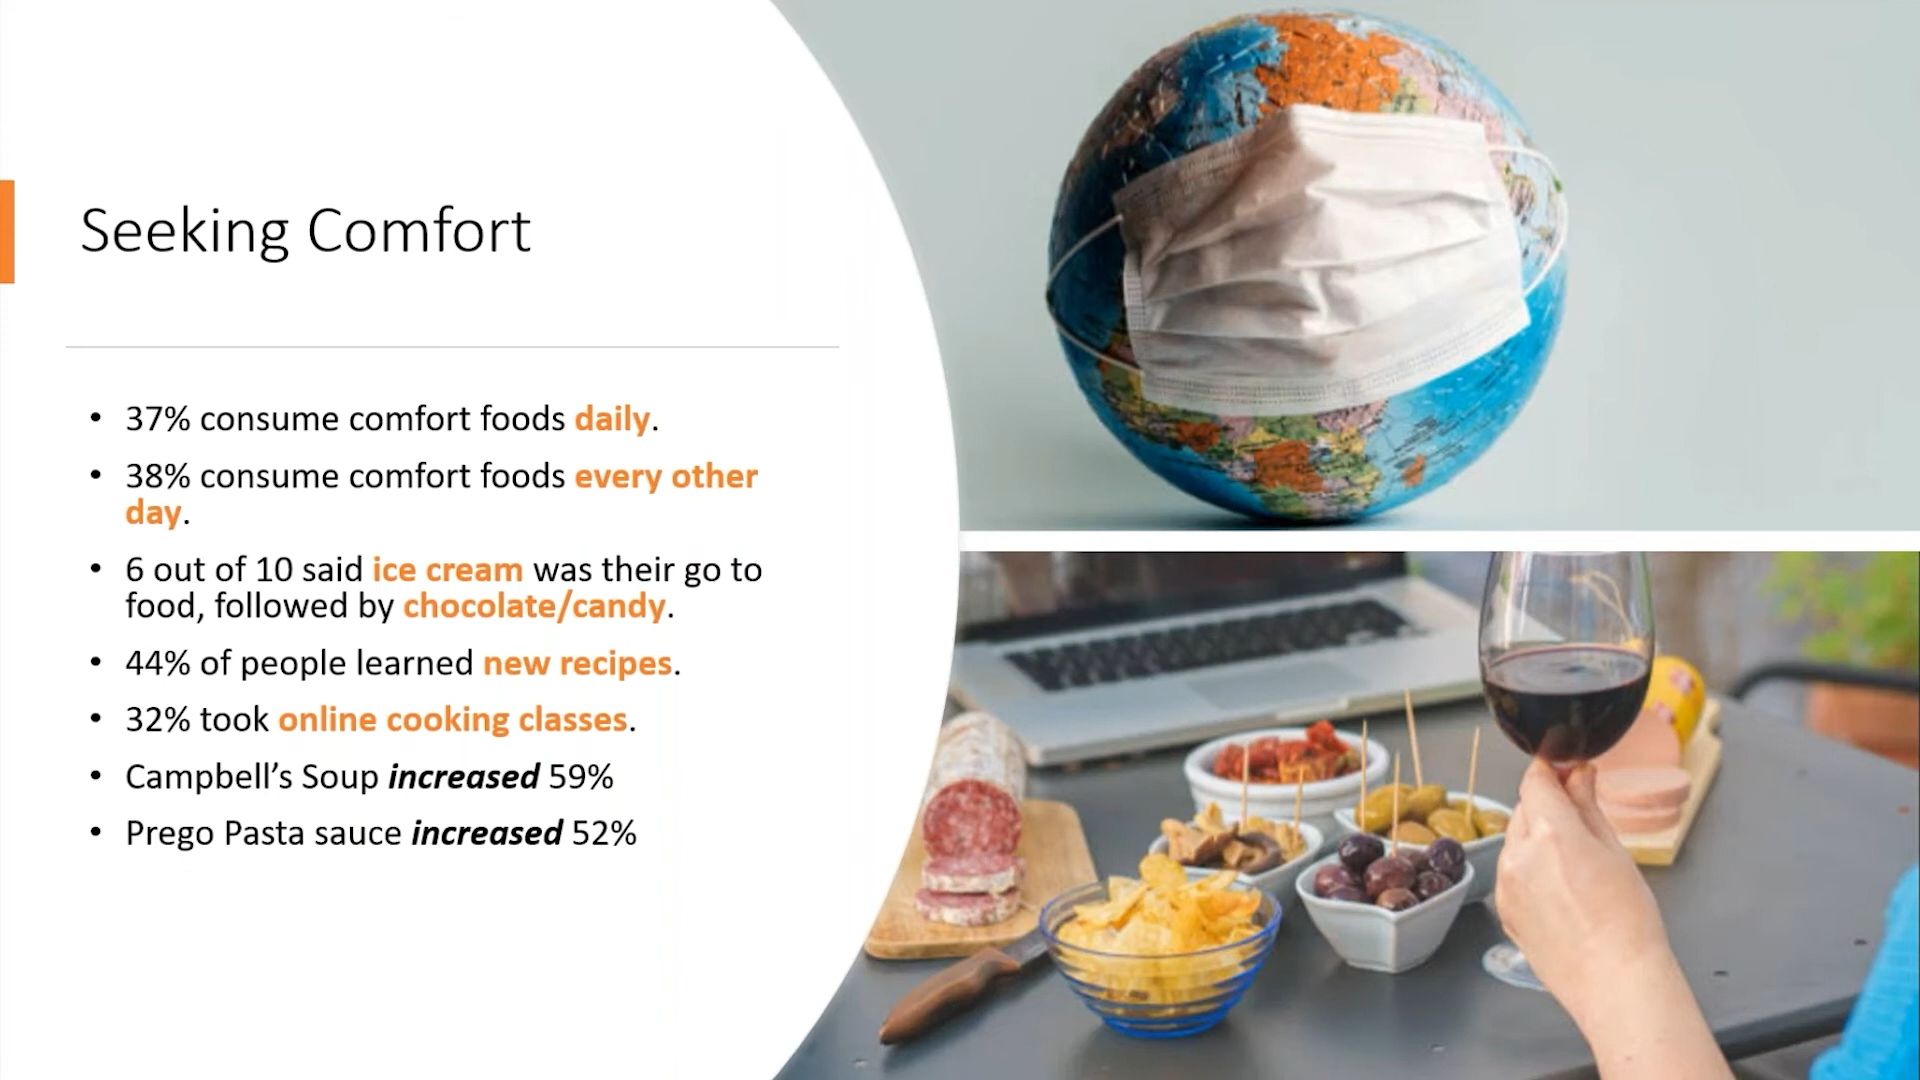 Seeking Comfort
• 37% consume comfort foods daily.
• 38% consume comfort foods every other
day.
• 6 out of 10 said ice cream was their go to
food, followed by chocolate/candy.
• 44% of people learned new recipes.
• 32% took online cooking classes.
• Campbell’s Soup increased 59%
• Prego Pasta sauce increased 52%